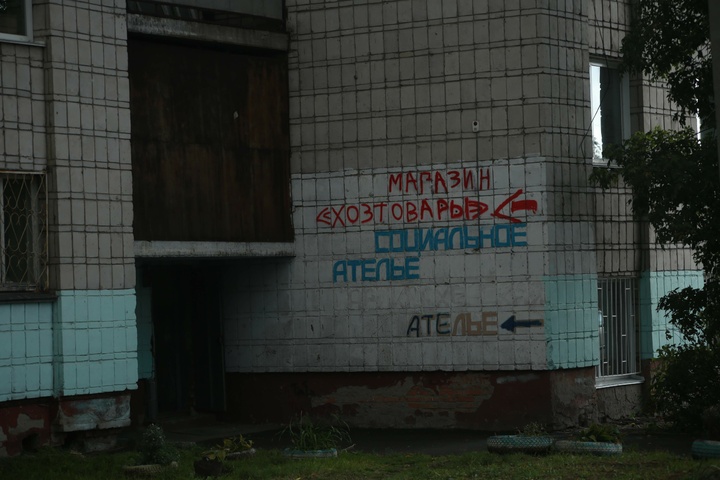 МАГАЗИН
«ХОЗТОВАРЫ»
СОЦИАЛЬНОЕ
АТЕЛЬЕ
АТЕЛЬЕ